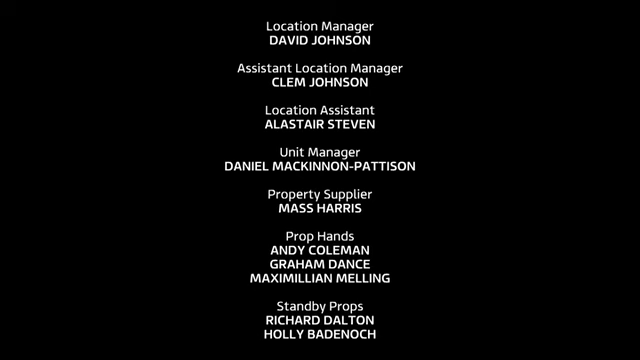 Location Manager
DAVID JOHNSON
Assistant Location Manager
CLEM JOHNSON
Location Assistant
ALASTAIR STEVEN
Unit Manager
DANIEL MACKINNON-PATTISON
Property Supplier
MASS HARRIS
Prop Hands
ANDY COLEMAN
GRAHAM DANCE
MAXIMILLIAN MELLING
Standby Props
RICHARD DALTON
HOLLY BADENOCH